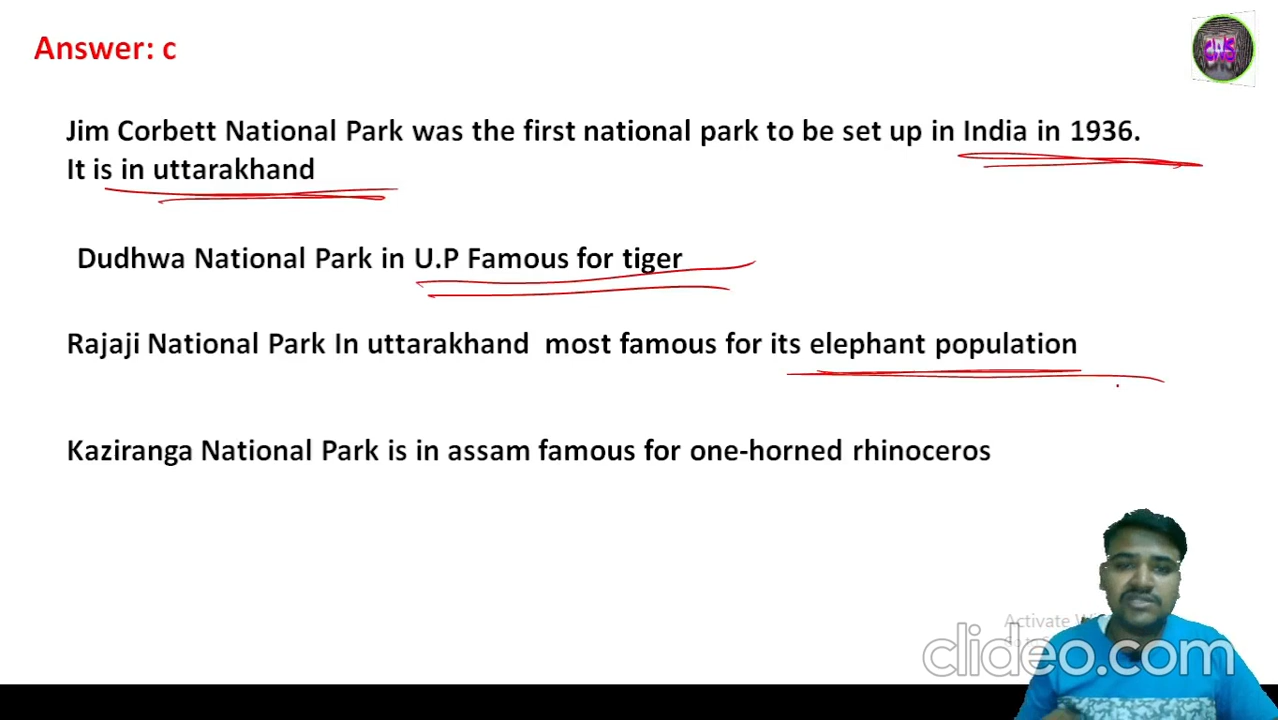 Answer: c
CWS
Jim Corbett National Park was the first national park to be set up in India in 1936.
It is in uttarakhand
Dudhwa National Park in U.P Famous for tiger
Rajaji National Park In uttarakhand most famous for its elephant population
Kaziranga National Park is in assam famous for one-horned rhinoceros
Activate
clideo.com